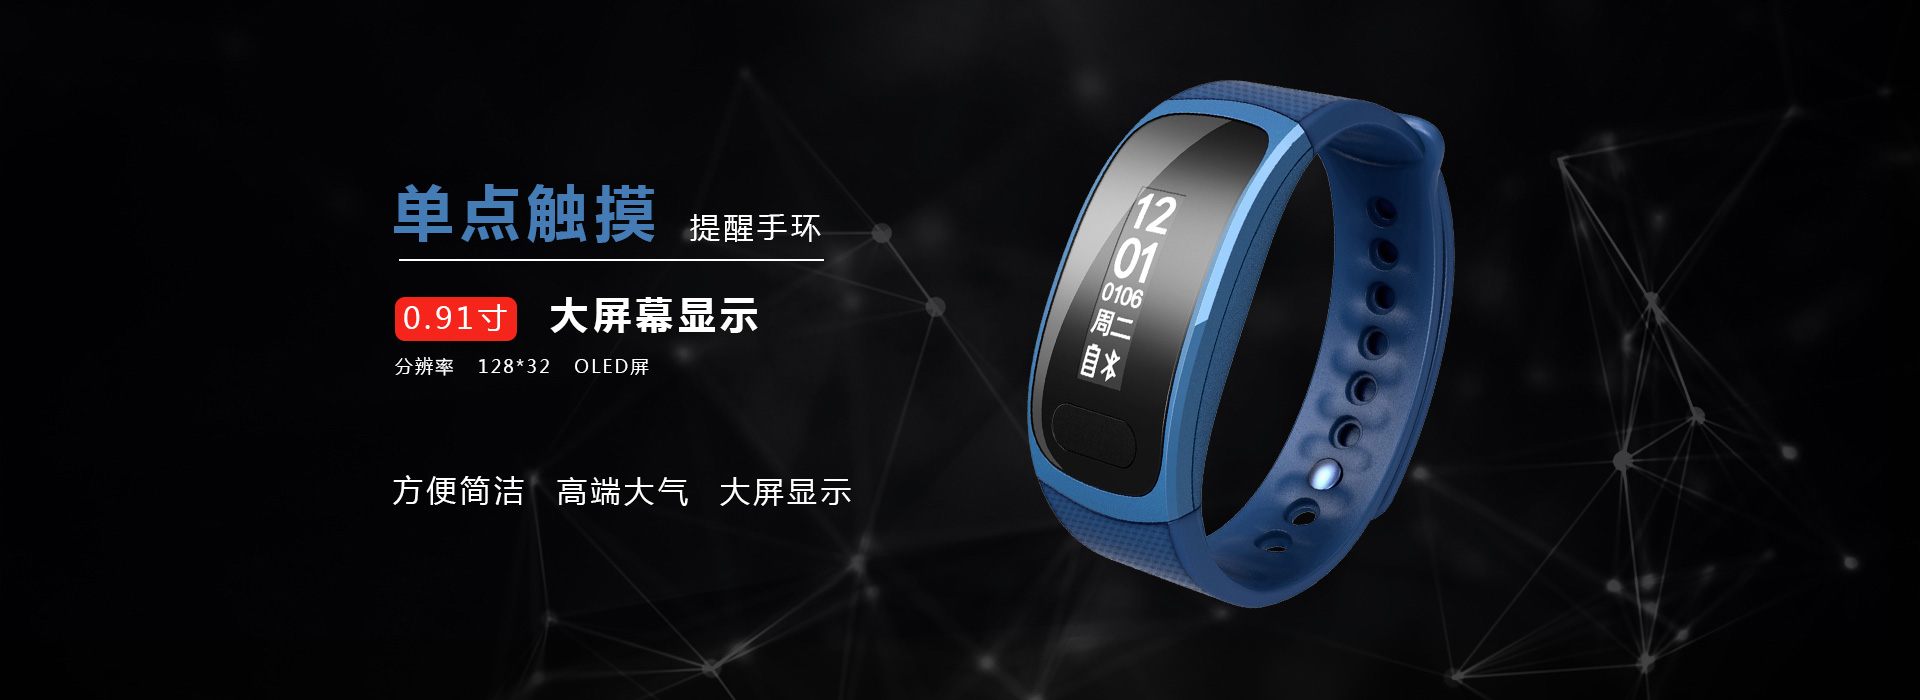 单点触摸 提醒手环
0.91寸 大屏幕显示
分辨率 128*32 OLED屏
方便简洁 高端大气 大屏显示
12
01
0106
周二